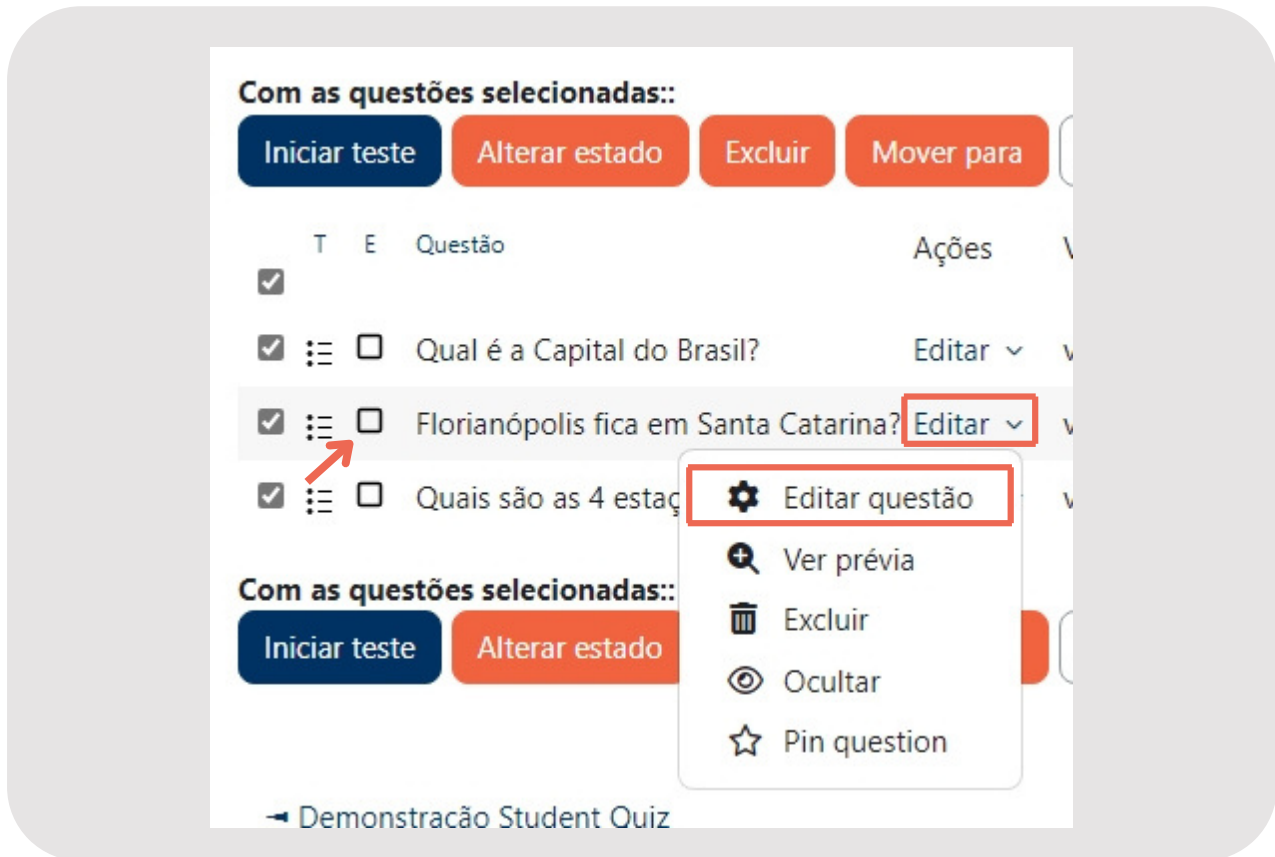 Com as questões selecionadas::
Iniciar teste Alterar estado Excluir Mover para
T E Questão Ações
Qual é a Capital do Brasil? Editar
Florianópolis fica em Santa Catarina? Editar
Quais são as 4
Editar questão
Ver prévia
Com as questões selecionadas::
Excluir
Iniciar teste Alterar estado
Ocultar
Pin question
Demonstração Student Quiz